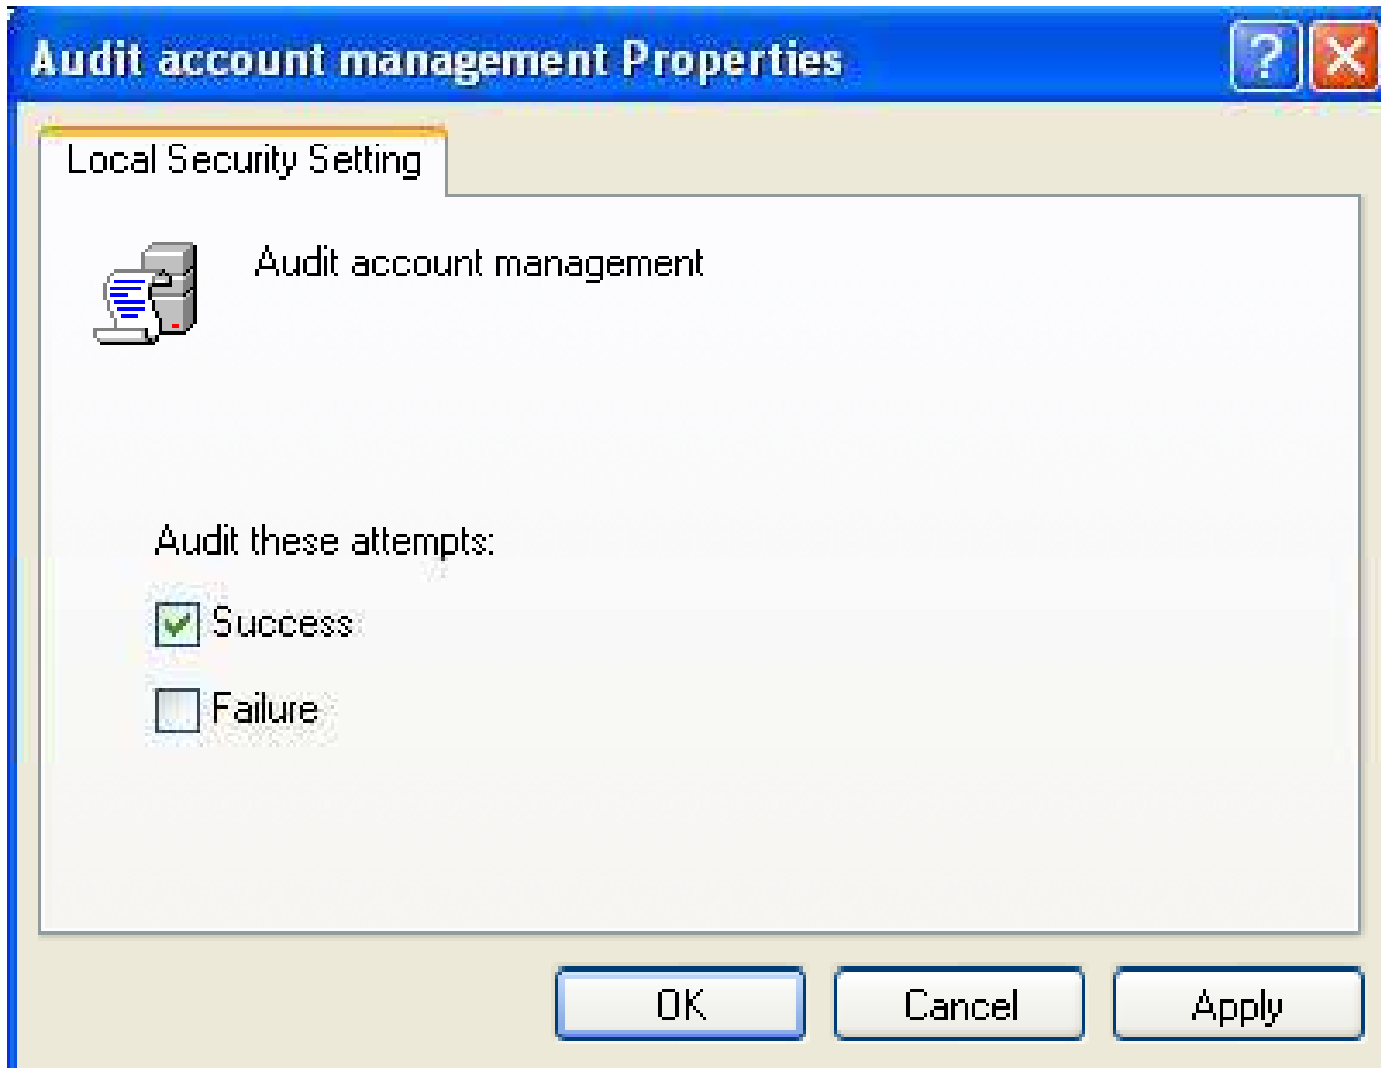 Audit account management Properties
?
Local Security Setting
Audit account management
Audit these attempts:
Success
Failure
OK
Cancel
Apply